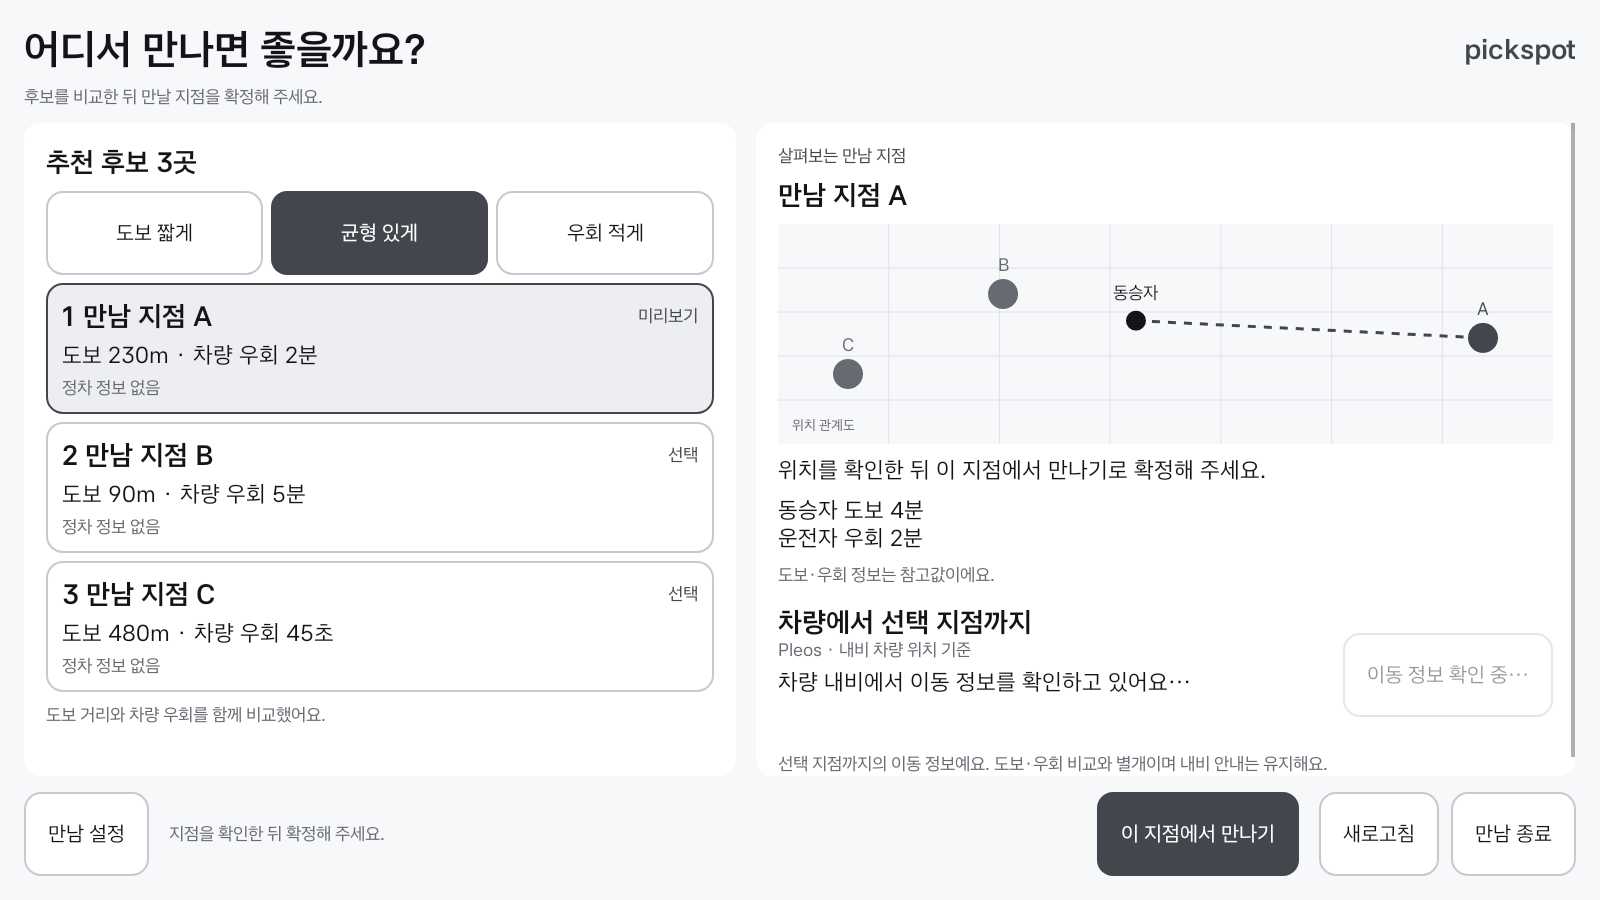 어디서 만나면 좋을까요?
pickspot
후보를 비교한 뒤 만날 지점을 확정해 주세요.
추천 후보 3곳
도보 짧게
균형 있게
우회 적게
1 만남 지점 A
미리보기
도보 230m · 차량 우회 2분
정차 정보 없음
2 만남 지점 B
선택
도보 90m · 차량 우회 5분
정차 정보 없음
3 만남 지점 C
선택
도보 480m · 차량 우회 45초
정차 정보 없음
도보 거리와 차량 우회를 함께 비교했어요.
살펴보는 만남 지점
만남 지점 A
B
동승자
A
C
위치 관계도
위치를 확인한 뒤 이 지점에서 만나기로 확정해 주세요.
동승자 도보 4분
운전자 우회 2분
도보·우회 정보는 참고값이에요.
차량에서 선택 지점까지
Pleos · 내비 차량 위치 기준
차량 내비에서 이동 정보를 확인하고 있어요…
이동 정보 확인 중…
선택 지점까지의 이동 정보예요. 도보·우회 비교와 별개이며 내비 안내는 유지해요.
만남 설정
지점을 확인한 뒤 확정해 주세요.
이 지점에서 만나기
새로고침
만남 종료